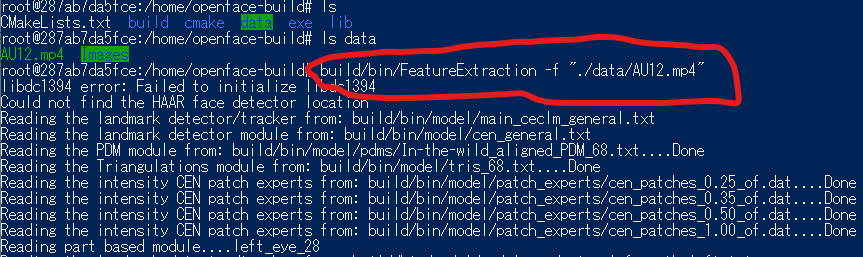 root@287ab7da5fce:/home/openface-build# ls
CMakeLists.txt build cmake data exe lib
root@287ab7da5fce:/home/openface-build# ls data
AU12.mp4 Images
root@287ab7da5fce:/home/openface-build# build/bin/FeatureExtraction -f "./data/AU12.mp4"
libdc1394 error: Failed to initialize libdc1394
Could not find the HAAR face detector location
Reading the landmark detector/tracker from: build/bin/model/main_ceclm_general.txt
Reading the landmark detector module from: build/bin/model/cen_general.txt
Reading the PDM module from: build/bin/model/pdms/In-the-wild_aligned_PDM_68.txt....Done
Reading the Triangulations module from: build/bin/model/tris_68.txt....Done
Reading the intensity CEN patch experts from: build/bin/model/patch_experts/cen_patches_0.25_of.dat....Done
Reading the intensity CEN patch experts from: build/bin/model/patch_experts/cen_patches_0.35_of.dat....Done
Reading the intensity CEN patch experts from: build/bin/model/patch_experts/cen_patches_0.50_of.dat....Done
Reading the intensity CEN patch experts from: build/bin/model/patch_experts/cen_patches_1.00_of.dat....Done
Reading part based module....left_eye_28